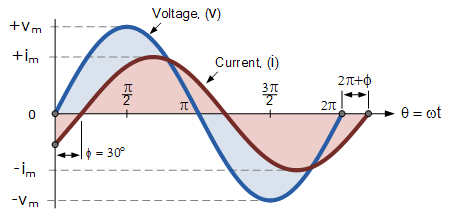 +Vm
Voltage, (V)
+im
Current, (i)
π/2
π
3π/2
2π
2π+ϕ
0
θ = ωt
ϕ = 30°
-im
-Vm